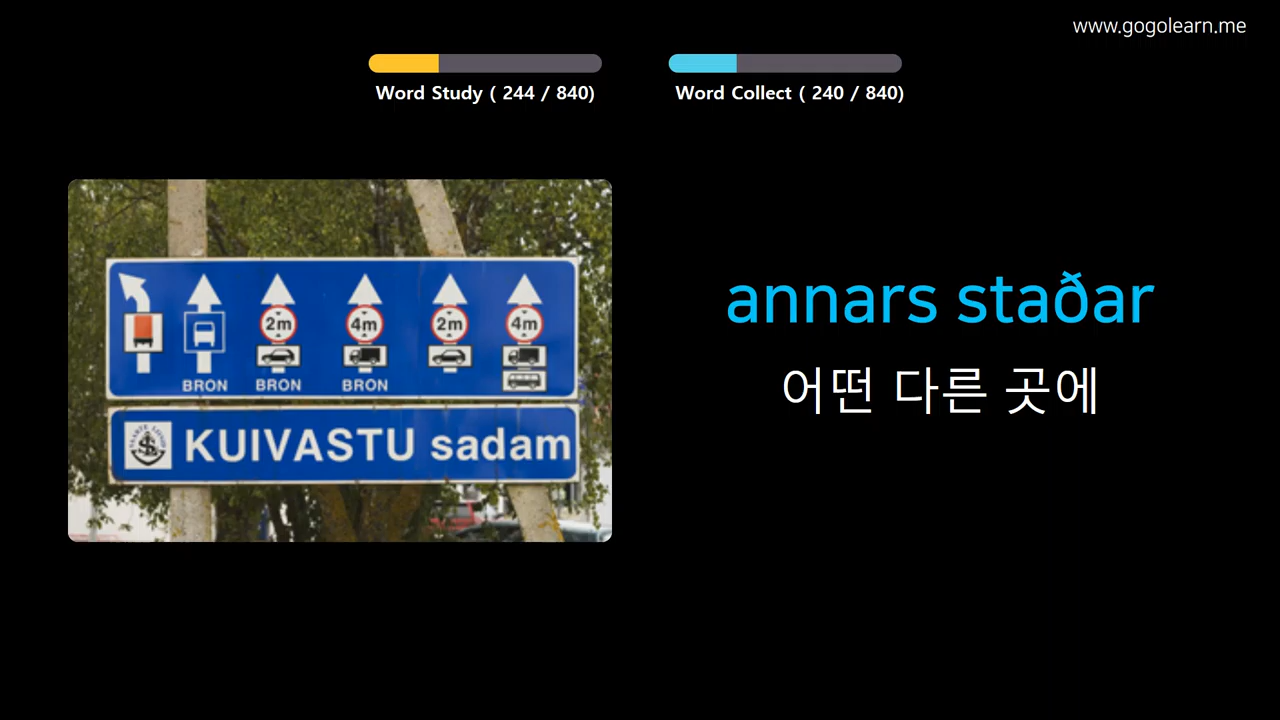 www.gogolearn.me
Word Study ( 244 / 840)
Word Collect ( 240 / 840)
annars staðar
어떤 다른 곳에
2m
4m
2m
4m
BRON
BRON
BRON
KUIVASTU sadam